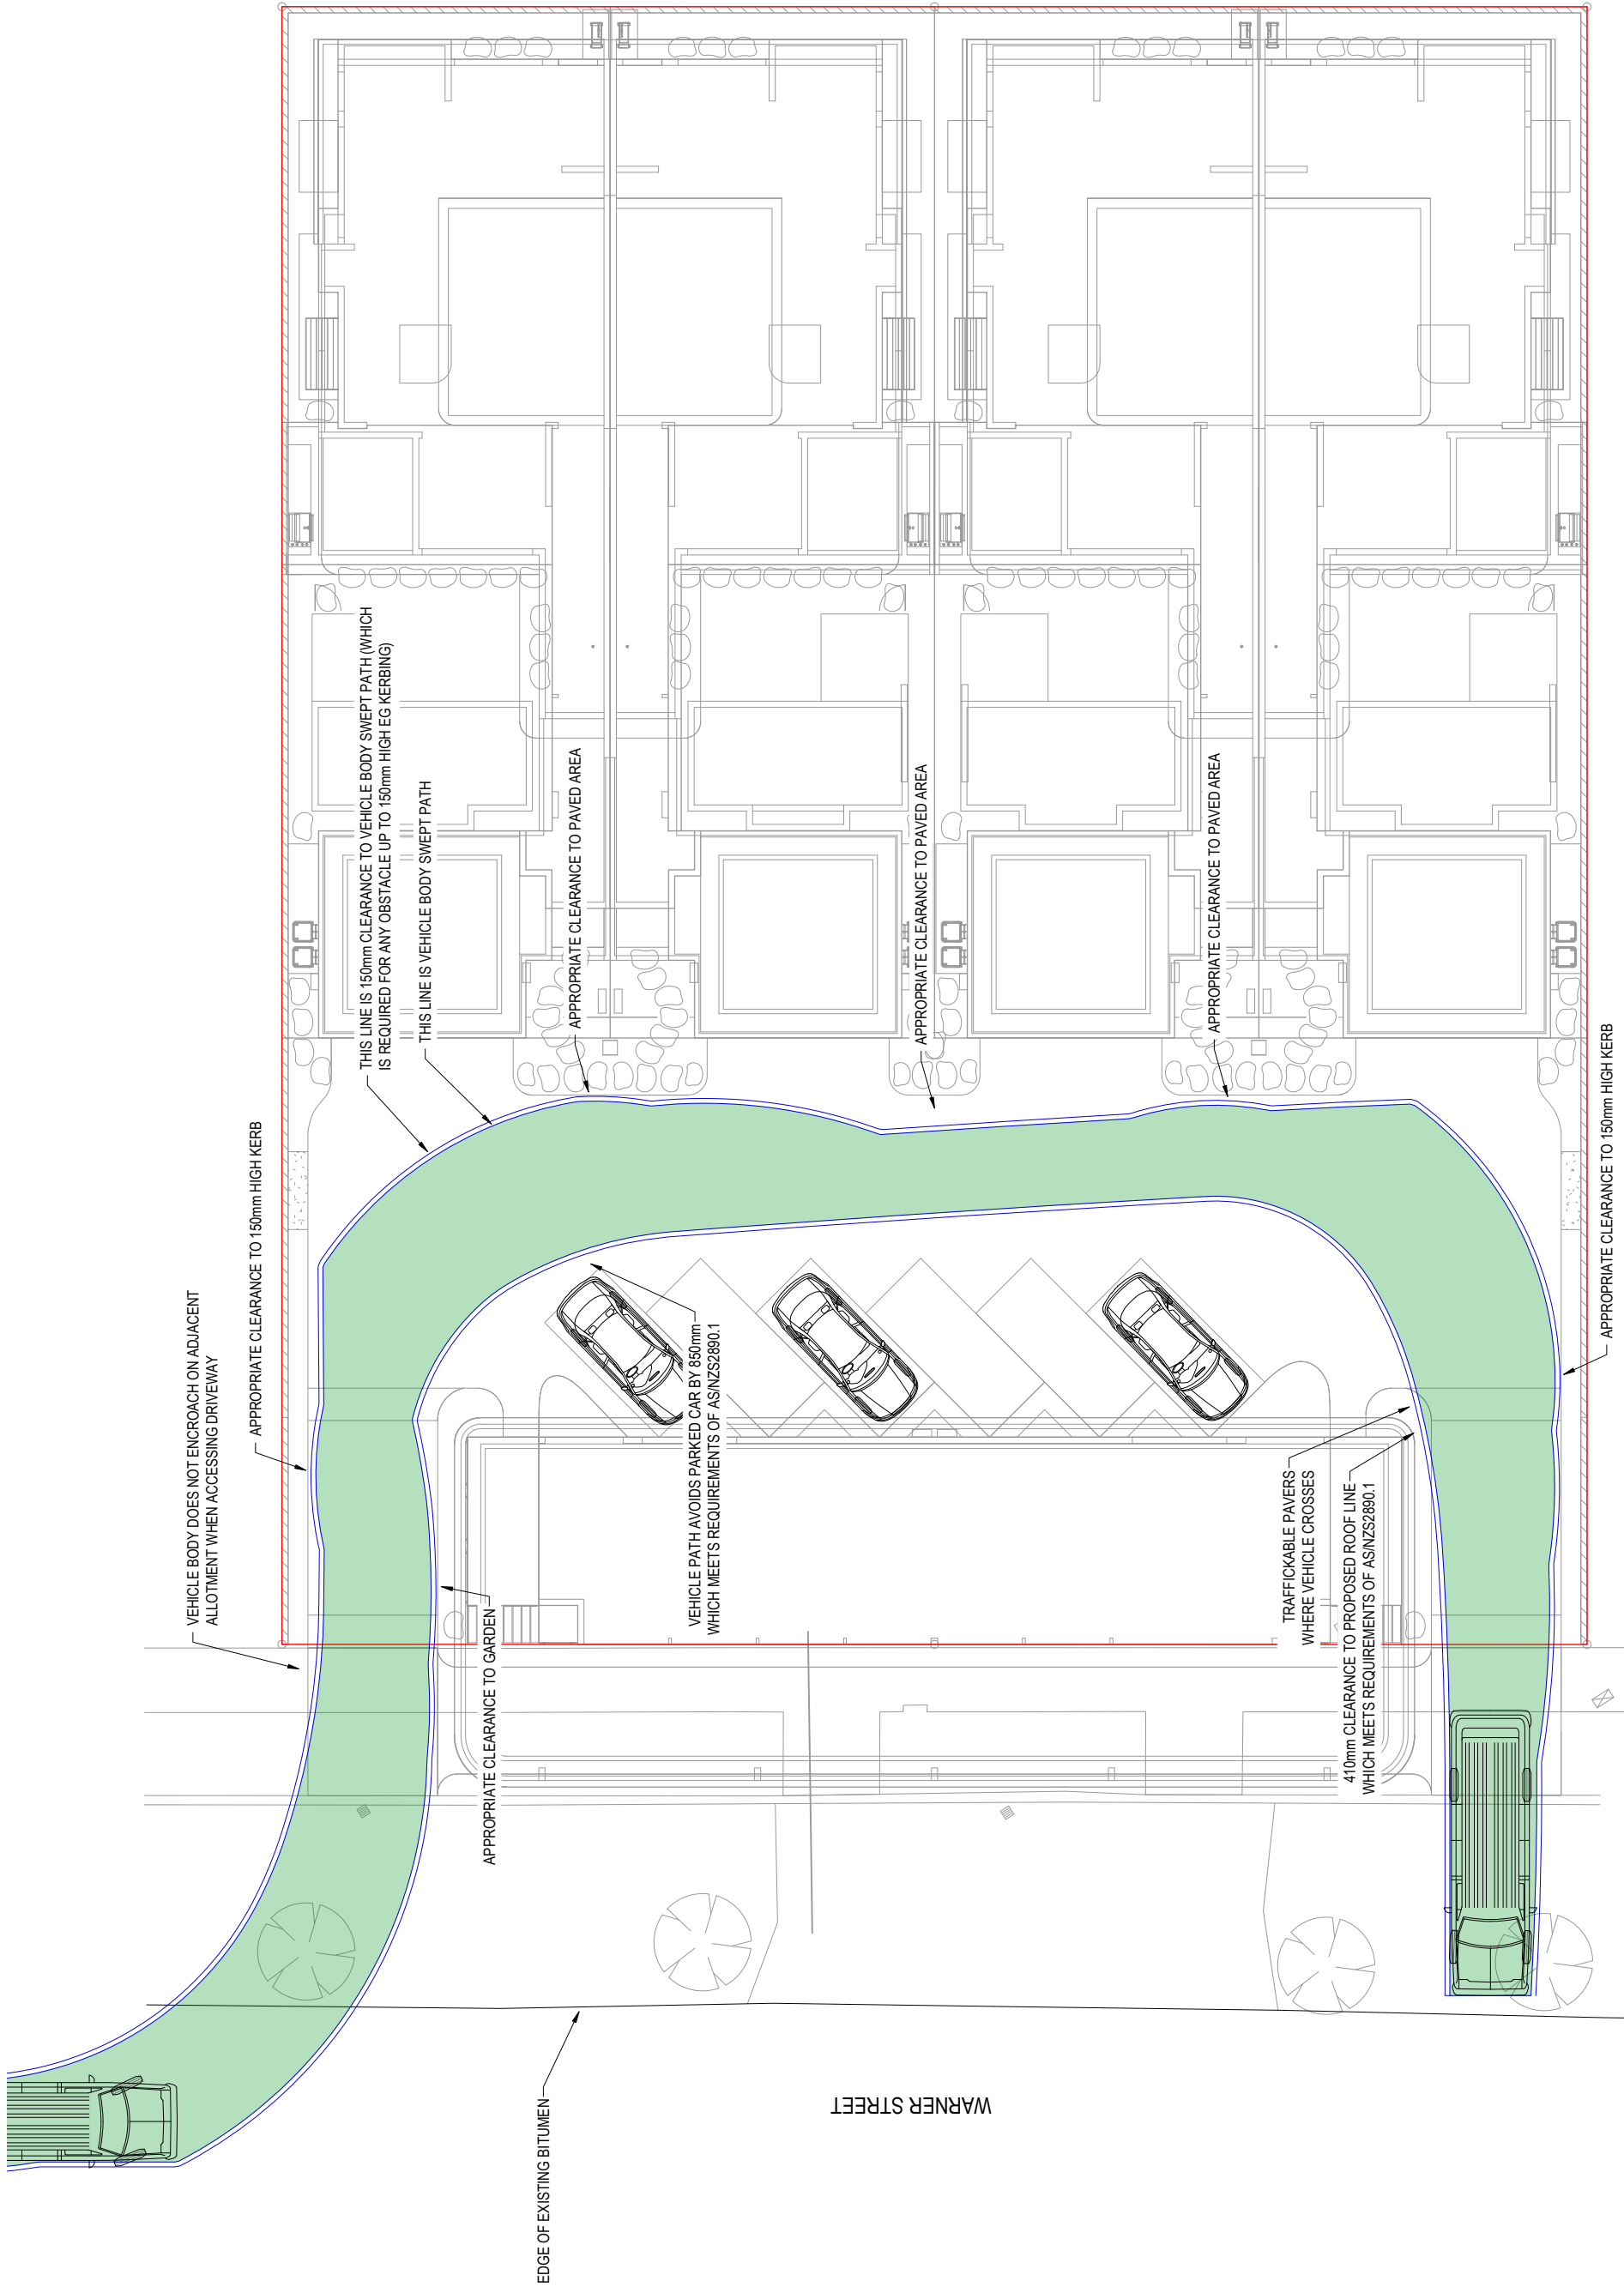 VEHICLE BODY DOES NOT ENCROACH ON ADJACENT
ALLOTMENT WHEN ACCESSING DRIVEWAY
APPROPRIATE CLEARANCE TO 150mm HIGH KERB
THIS LINE IS 150mm CLEARANCE TO VEHICLE BODY SWEPT PATH (WHICH
IS REQUIRED FOR ANY OBSTACLE UP TO 150mm HIGH EG KERBING)
THIS LINE IS VEHICLE BODY SWEPT PATH
APPROPRIATE CLEARANCE TO PAVED AREA
APPROPRIATE CLEARANCE TO PAVED AREA
APPROPRIATE CLEARANCE TO PAVED AREA
APPROPRIATE CLEARANCE TO 150mm HIGH KERB
APPROPRIATE CLEARANCE TO GARDEN
VEHICLE PATH AVOIDS PARKED CAR BY 850mm
WHICH MEETS REQUIREMENTS OF AS/NZS2890.1
TRAFFICKABLE PAVERS
WHERE VEHICLE CROSSES
410mm CLEARANCE TO PROPOSED ROOF LINE
WHICH MEETS REQUIREMENTS OF AS/NZS2890.1
EDGE OF EXISTING BITUMEN
WARNER STREET